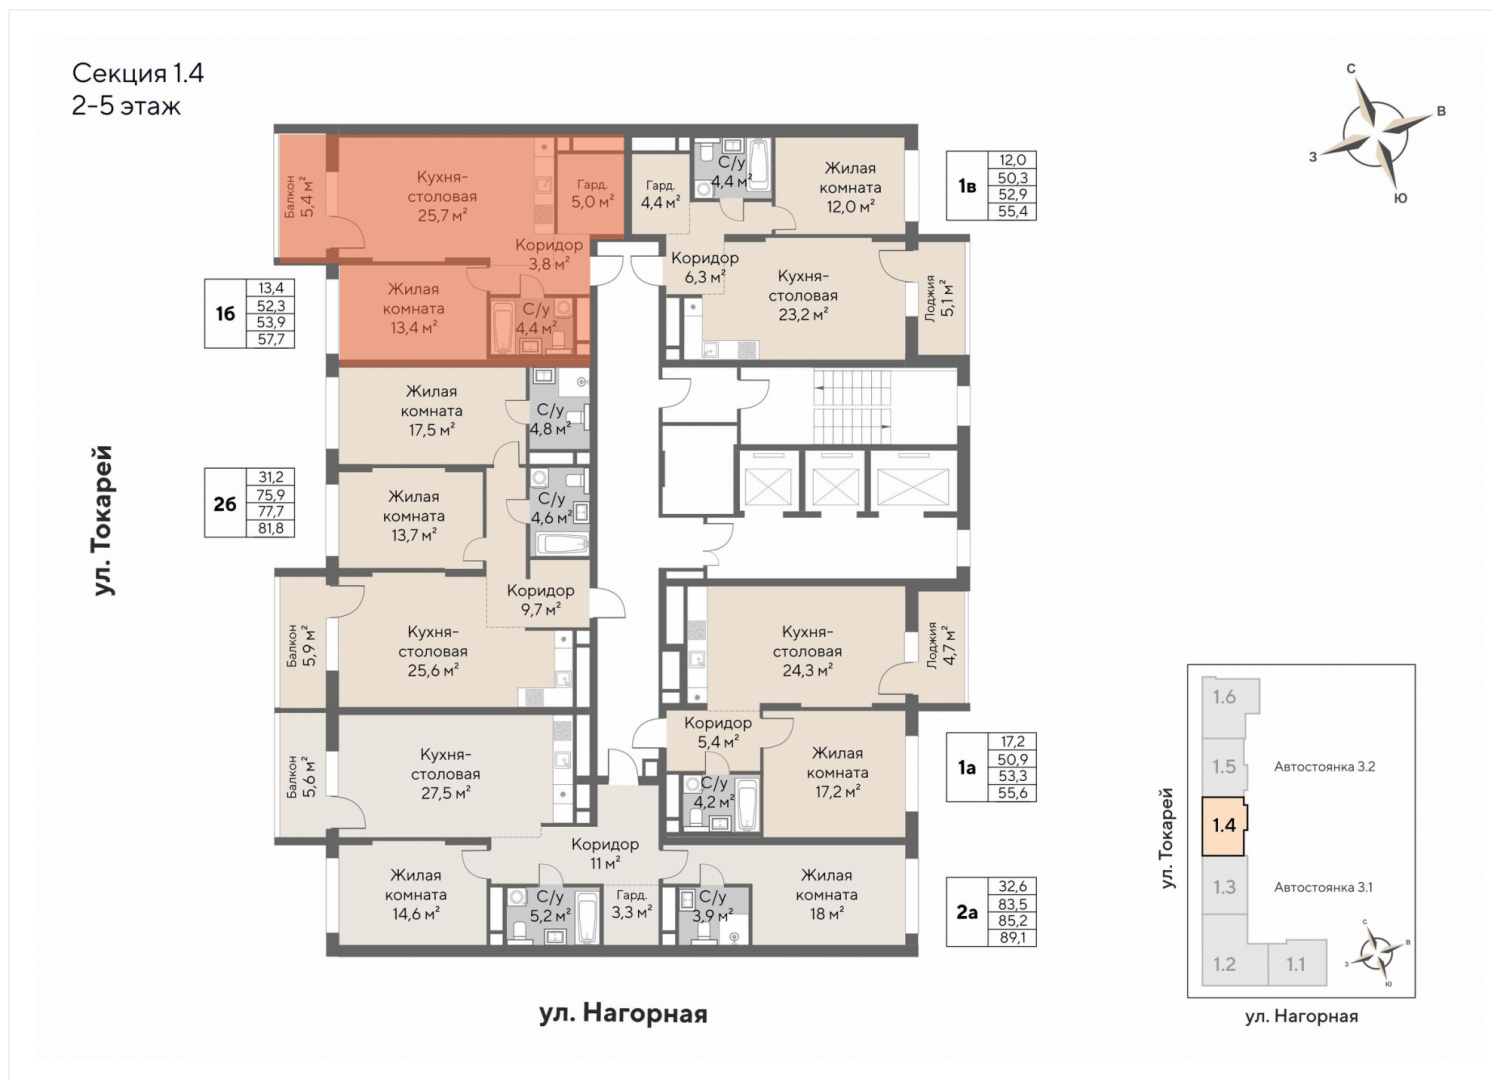 Секция 1.4
2-5 этаж
С
В
З
Ю
Балкон
5,4 м²
Кухня-
столовая
25,7 м²
Гард.
5,0 м²
Коридор
3,8 м²
Жилая
комната
13,4 м²
С/у
4,4 м²
Гард.
4,4 м²
С/у
4,4 м²
Жилая
комната
12,0 м²
Коридор
6,3 м²
Кухня-
столовая
23,2 м²
Лоджия
5,1 м²
1в
12,0
50,3
52,9
55,4
1б
13,4
52,3
53,9
57,7
Жилая
комната
17,5 м²
С/у
4,8 м²
2б
31,2
75,9
77,7
81,8
Жилая
комната
13,7 м²
С/у
4,6 м²
Коридор
9,7 м²
Балкон
5,9 м²
Кухня-
столовая
25,6 м²
Кухня-
столовая
24,3 м²
Лоджия
4,7 м²
Балкон
5,6 м²
Кухня-
столовая
27,5 м²
Коридор
5,4 м²
С/у
4,2 м²
Жилая
комната
17,2 м²
1а
17,2
50,9
53,3
55,6
Коридор
11 м²
Жилая
комната
14,6 м²
С/у
5,2 м²
Гард.
3,3 м²
С/у
3,9 м²
Жилая
комната
18 м²
2а
32,6
83,5
85,2
89,1
ул. Токарей
ул. Нагорная
1.6
1.5
Автостоянка 3.2
1.4
1.3
Автостоянка 3.1
1.2
1.1
С
В
З
Ю
ул. Токарей
ул. Нагорная